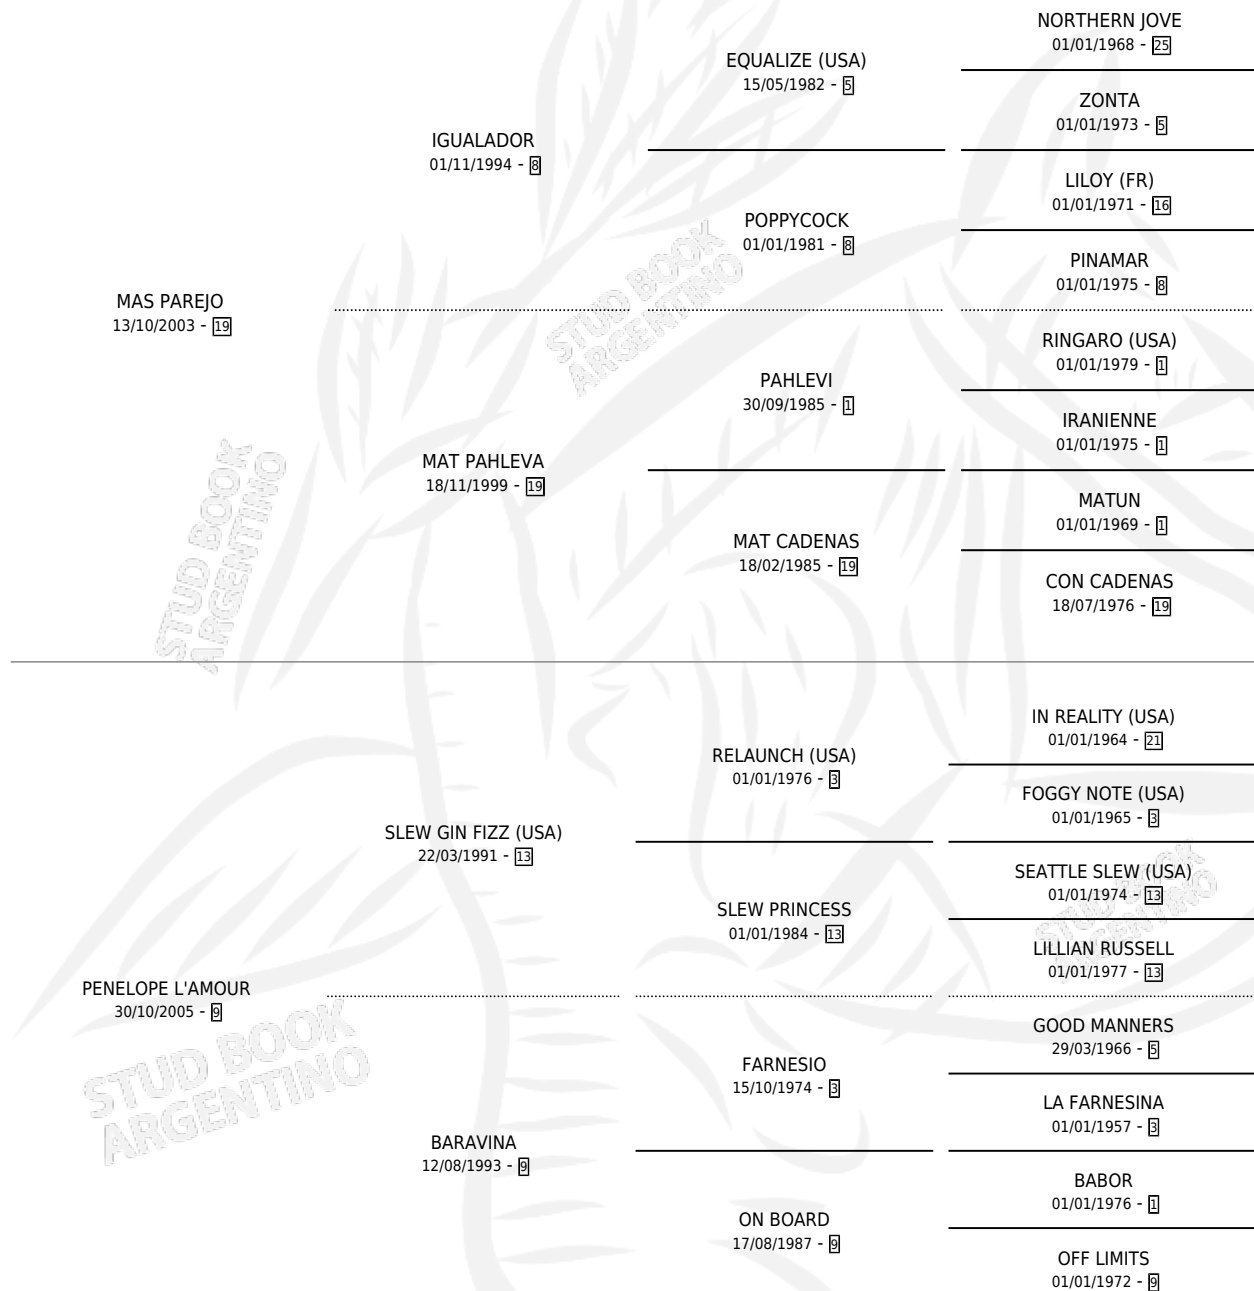 NORTHERN JOVE
01/01/1968 - 25
EQUALIZE (USA)
15/05/1982 - 5
ZONTA
01/01/1973 - 5
IGUALADOR
01/11/1994 - 8
LILOY (FR)
01/01/1971 - 16
POPPYCOCK
01/01/1981 - 8
PINAMAR
01/01/1975 - 8
MAS PAREJO
13/10/2003 - 19
RINGARO (USA)
01/01/1979 - 1
PAHLEVI
30/09/1985 - 1
IRANIENNE
01/01/1975 - 1
MAT PAHLEVA
18/11/1999 - 19
MATUN
01/01/1969 - 1
MAT CADENAS
18/02/1985 - 19
CON CADENAS
18/07/1976 - 19
IN REALITY (USA)
01/01/1964 - 21
RELAUNCH (USA)
01/01/1976 - 3
FOGGY NOTE (USA)
01/01/1965 - 3
SLEW GIN FIZZ (USA)
22/03/1991 - 13
SEATTLE SLEW (USA)
01/01/1974 - 13
SLEW PRINCESS
01/01/1984 - 13
LILLIAN RUSSELL
01/01/1977 - 13
PENELOPE L'AMOUR
30/10/2005 - 9
GOOD MANNERS
29/03/1966 - 5
FARNESIO
15/10/1974 - 3
LA FARNESINA
01/01/1957 - 3
BARAVINA
12/08/1993 - 9
BABOR
01/01/1976 - 1
ON BOARD
17/08/1987 - 9
OFF LIMITS
01/01/1972 - 9
STUD BOOK
ARGENTINO
STUD BOOK
ARGENTINO
STUD BOOK
ARGENTINO
STUD BOOK
ARGENTINO